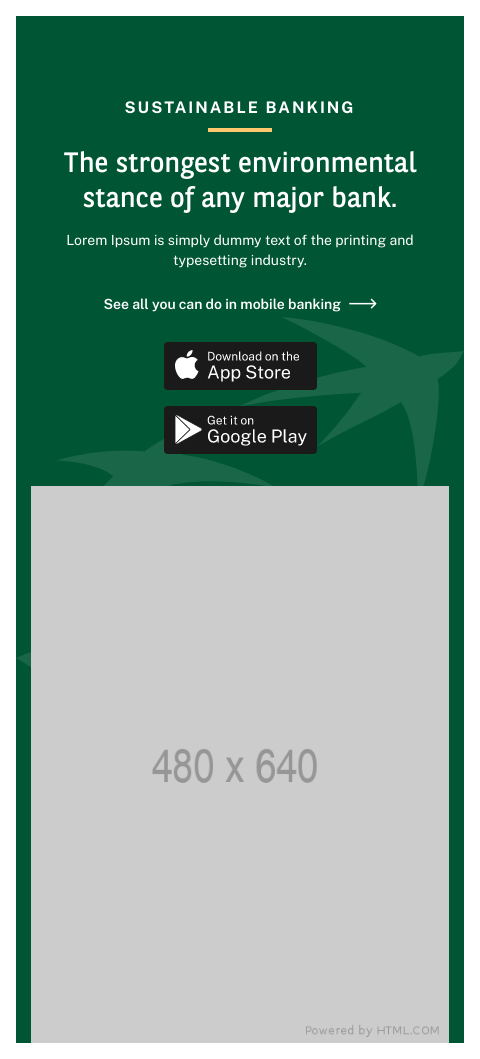 SUSTAINABLE BANKING
The strongest environmental
stance of any major bank.
Lorem Ipsum is simply dummy text of the printing and
typesetting industry.
See all you can do in mobile banking
Download on the
App Store
Get it on
Google Play
480 x 640
Powered by HTML.COM